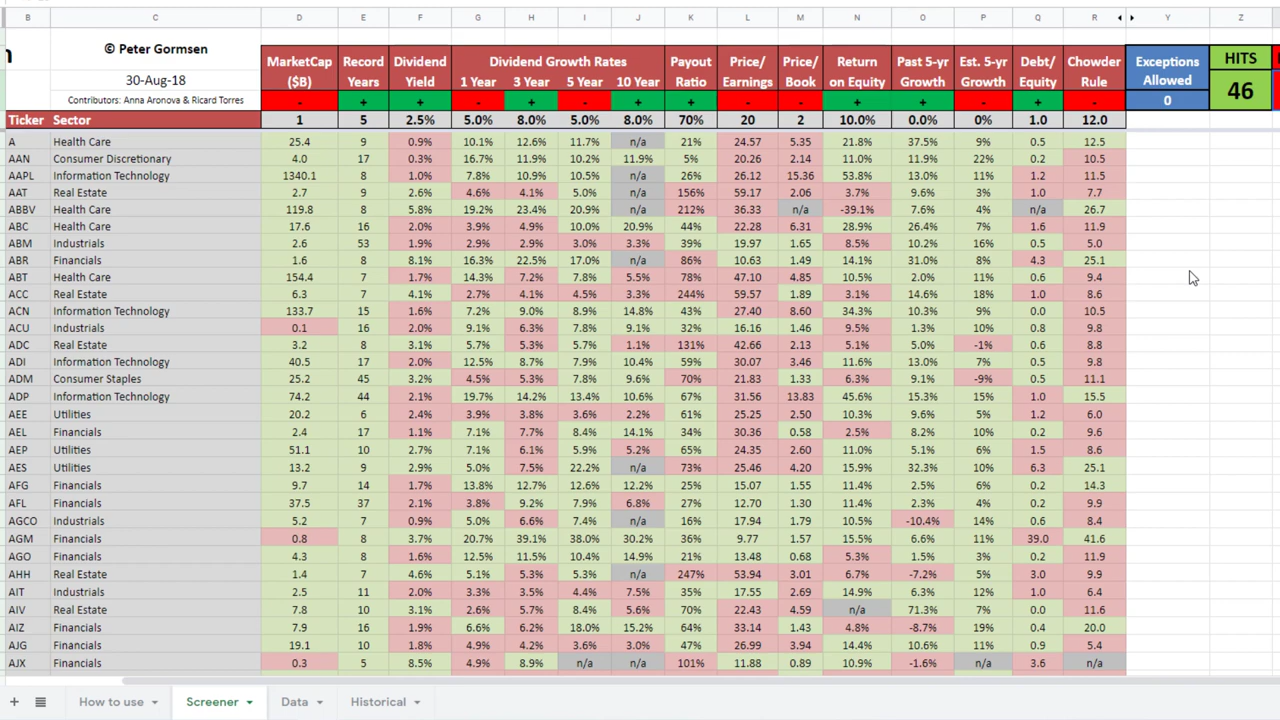 B C D E F G H I J K L M N O P Q R Y Z
n © Peter Gormsen
30-Aug-18
Contributors: Anna Aronova & Ricard Torres
MarketCap ($B) Record Years Dividend Yield Dividend Growth Rates 1 Year 3 Year 5 Year 10 Year Payout Ratio Price/ Earnings Price/ Book Return on Equity Past 5-yr Growth Est. 5-yr Growth Debt/ Equity Chowder Rule Exceptions Allowed HITS
- + + - + - + + - - + + - + - 0 46
Ticker Sector 1 5 2.5% 5.0% 8.0% 5.0% 8.0% 70% 20 2 10.0% 0.0% 0% 1.0 12.0
A Health Care 25.4 9 0.9% 10.1% 12.6% 11.7% n/a 21% 24.57 5.35 21.8% 37.5% 9% 0.5 12.5
AAN Consumer Discretionary 4.0 17 0.3% 16.7% 11.9% 10.2% 11.9% 5% 20.26 2.14 11.0% 11.9% 22% 0.2 10.5
AAPL Information Technology 1340.1 8 1.0% 7.8% 10.9% 10.5% n/a 26% 26.12 15.36 53.8% 13.0% 11% 1.2 11.5
AAT Real Estate 2.7 9 2.6% 4.6% 4.1% 5.0% n/a 156% 59.17 2.06 3.7% 9.6% 3% 1.0 7.7
ABBV Health Care 119.8 8 5.8% 19.2% 23.4% 20.9% n/a 212% 36.33 n/a -39.1% 7.6% 4% n/a 26.7
ABC Health Care 17.6 16 2.0% 3.9% 4.9% 10.0% 20.9% 44% 22.28 6.31 28.9% 26.4% 7% 1.6 11.9
ABM Industrials 2.6 53 1.9% 2.9% 2.9% 3.0% 3.3% 39% 19.97 1.65 8.5% 10.2% 16% 0.5 5.0
ABR Financials 1.6 8 8.1% 16.3% 22.5% 17.0% n/a 86% 10.63 1.49 14.1% 31.0% 8% 4.3 25.1
ABT Health Care 154.4 7 1.7% 14.3% 7.2% 7.8% 5.5% 78% 47.10 4.85 10.5% 2.0% 11% 0.6 9.4
ACC Real Estate 6.3 7 4.1% 2.7% 4.1% 4.5% 3.3% 244% 59.57 1.89 3.1% 14.6% 18% 1.0 8.6
ACN Information Technology 133.7 15 1.6% 7.2% 9.0% 8.9% 14.8% 43% 27.40 8.60 34.3% 10.3% 9% 0.0 10.5
ACU Industrials 0.1 16 2.0% 9.1% 6.3% 7.8% 9.1% 32% 16.16 1.46 9.5% 1.3% 10% 0.8 9.8
ADC Real Estate 3.2 8 3.1% 5.7% 5.3% 5.7% 1.1% 131% 42.66 2.13 5.1% 5.0% -1% 0.6 8.8
ADI Information Technology 40.5 17 2.0% 12.5% 8.7% 7.9% 10.4% 59% 30.07 3.46 11.6% 13.0% 7% 0.5 9.8
ADM Consumer Staples 25.2 45 3.2% 4.5% 5.3% 7.8% 9.6% 70% 21.83 1.33 6.3% 9.1% -9% 0.5 11.1
ADP Information Technology 74.2 44 2.1% 19.7% 14.2% 13.4% 10.6% 67% 31.56 13.83 45.6% 15.3% 15% 1.0 15.5
AEE Utilities 20.2 6 2.4% 3.9% 3.8% 3.6% 2.2% 61% 25.25 2.50 10.3% 9.6% 5% 1.2 6.0
AEL Financials 2.4 17 1.1% 7.1% 7.7% 8.4% 14.1% 34% 30.36 0.58 2.5% 8.2% 10% 0.2 9.6
AEP Utilities 51.1 10 2.7% 7.1% 6.1% 5.9% 5.2% 65% 24.35 2.60 11.0% 5.1% 6% 1.5 8.6
AES Utilities 13.2 9 2.9% 5.0% 7.5% 22.2% n/a 73% 25.46 4.20 15.9% 32.3% 10% 6.3 25.1
AFG Financials 9.7 14 1.7% 13.8% 12.7% 12.6% 12.2% 25% 15.07 1.55 11.4% 2.5% 6% 0.2 14.3
AFL Financials 37.5 37 2.1% 3.8% 9.2% 7.9% 6.8% 27% 12.70 1.30 11.4% 2.3% 4% 0.2 9.9
AGCO Industrials 5.2 7 0.9% 5.0% 6.6% 7.4% n/a 16% 17.94 1.79 10.5% -10.4% 14% 0.6 8.4
AGM Financials 0.8 8 3.7% 20.7% 39.1% 38.0% 30.2% 36% 9.77 1.57 15.5% 6.6% 11% 39.0 41.6
AGO Financials 4.3 8 1.6% 12.5% 11.5% 10.4% 14.9% 21% 13.48 0.68 5.3% 1.5% 3% 0.2 11.9
AHH Real Estate 1.4 7 4.6% 5.1% 5.3% 5.3% n/a 247% 53.94 3.01 6.7% -7.2% 5% 3.0 9.9
AIT Industrials 2.5 11 2.0% 3.3% 3.5% 4.4% 7.5% 35% 17.55 2.69 14.9% 6.3% 12% 1.0 6.4
AIV Real Estate 7.8 10 3.1% 2.6% 5.7% 8.4% 5.6% 70% 22.43 4.59 n/a 71.3% 7% 0.0 11.6
AIZ Financials 7.9 16 1.9% 6.6% 6.2% 18.0% 15.2% 64% 33.14 1.43 4.8% -8.7% 19% 0.4 20.0
AJG Financials 19.1 10 1.8% 4.9% 4.2% 3.6% 3.0% 47% 26.99 3.94 14.4% 10.6% 11% 0.9 5.4
AJX Financials 0.3 5 8.5% 4.9% 8.9% n/a n/a 101% 11.88 0.89 10.9% -1.6% n/a 3.6 n/a
+ How to use Screener Data Historical